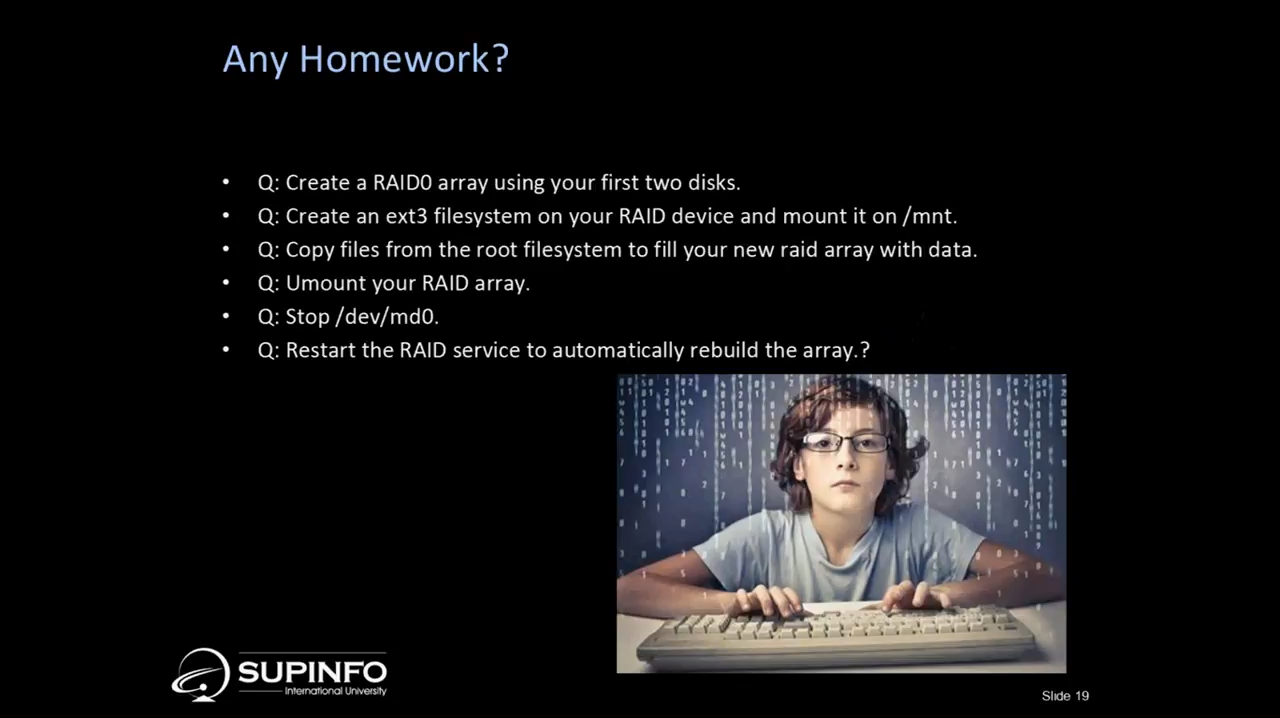 Any Homework?
• Q: Create a RAID0 array using your first two disks.
• Q: Create an ext3 filesystem on your RAID device and mount it on /mnt.
• Q: Copy files from the root filesystem to fill your new raid array with data.
• Q: Umount your RAID array.
• Q: Stop /dev/md0.
• Q: Restart the RAID service to automatically rebuild the array.?
SUPINFO
International University
Slide 19